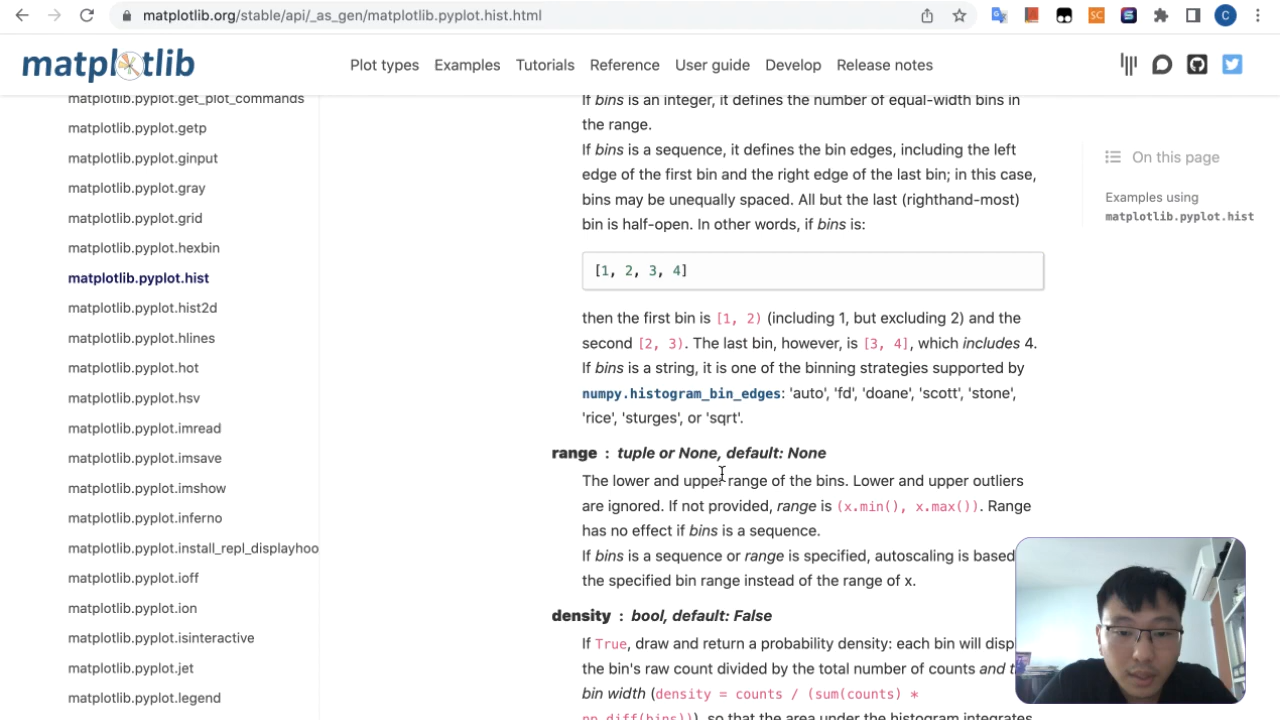 matplotlib.org/stable/api/_as_gen/matplotlib.pyplot.hist.html
SC
S
C
matplotlib
Plot types
Examples
Tutorials
Reference
User guide
Develop
Release notes
matplotlib.pyplot.get_plot_commands
matplotlib.pyplot.getp
matplotlib.pyplot.ginput
matplotlib.pyplot.gray
matplotlib.pyplot.grid
matplotlib.pyplot.hexbin
matplotlib.pyplot.hist
matplotlib.pyplot.hist2d
matplotlib.pyplot.hlines
matplotlib.pyplot.hot
matplotlib.pyplot.hsv
matplotlib.pyplot.imread
matplotlib.pyplot.imsave
matplotlib.pyplot.imshow
matplotlib.pyplot.inferno
matplotlib.pyplot.install_repl_displayhoo
matplotlib.pyplot.ioff
matplotlib.pyplot.ion
matplotlib.pyplot.isinteractive
matplotlib.pyplot.jet
matplotlib.pyplot.legend
If bins is an integer, it defines the number of equal-width bins in
the range.
If bins is a sequence, it defines the bin edges, including the left
edge of the first bin and the right edge of the last bin; in this case,
bins may be unequally spaced. All but the last (righthand-most)
bin is half-open. In other words, if bins is:
[1, 2, 3, 4]
then the first bin is [1, 2) (including 1, but excluding 2) and the
second [2, 3). The last bin, however, is [3, 4], which includes 4.
If bins is a string, it is one of the binning strategies supported by
numpy.histogram_bin_edges: 'auto', 'fd', 'doane', 'scott', 'stone',
'rice', 'sturges', or 'sqrt'.
range : tuple or None, default: None
The lower and upper range of the bins. Lower and upper outliers
are ignored. If not provided, range is (x.min(), x.max()). Range
has no effect if bins is a sequence.
If bins is a sequence or range is specified, autoscaling is based
the specified bin range instead of the range of x.
density : bool, default: False
If True, draw and return a probability density: each bin will disp
the bin's raw count divided by the total number of counts and t
bin width (density = counts / (sum(counts) *
np.diff(bins))), so that the area under the histogram integrates
On this page
Examples using
matplotlib.pyplot.hist